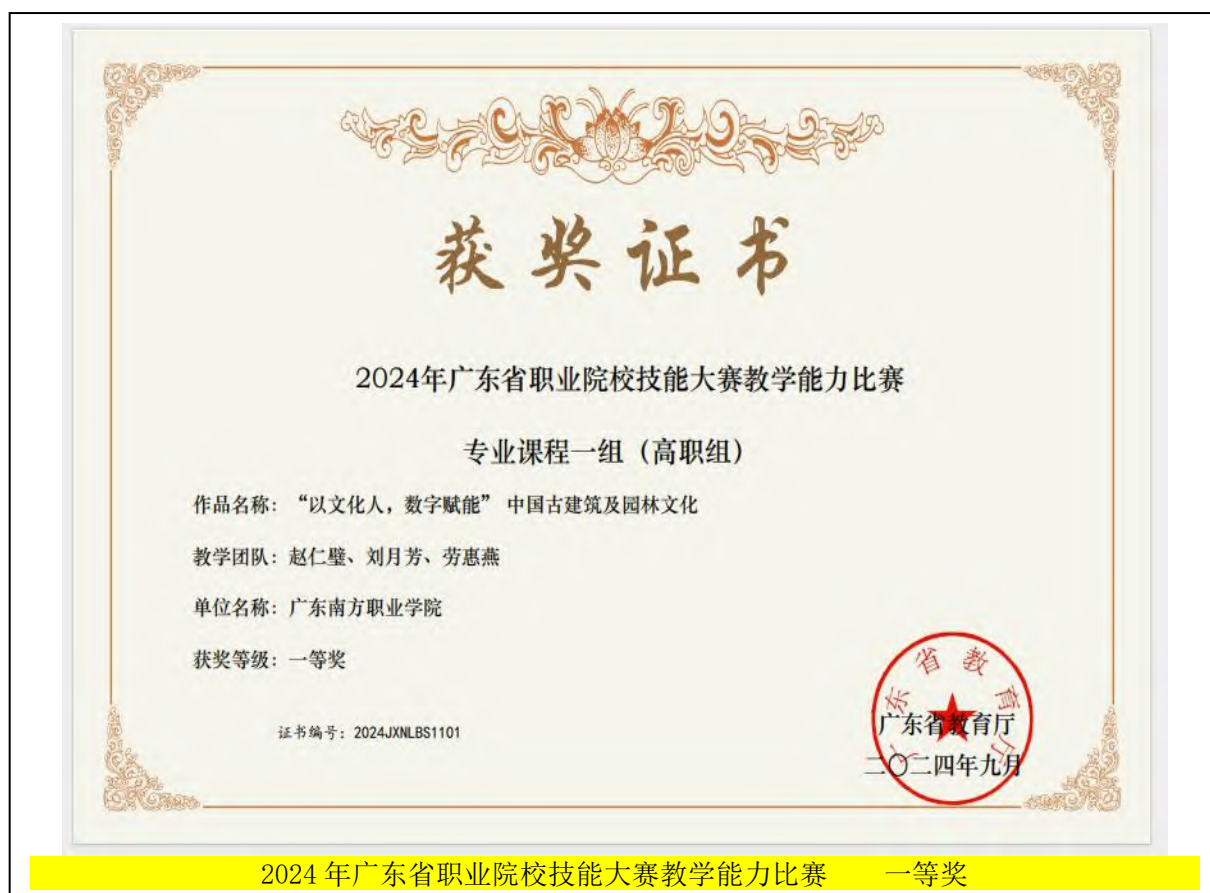 获奖证书
2024年广东省职业院校技能大赛教学能力比赛
专业课程一组（高职组）
作品名称：“以文化人，数字赋能” 中国古建筑及园林文化
教学团队：赵仁璧、刘月芳、劳惠燕
单位名称：广东南方职业学院
获奖等级：一等奖
证书编号：2024JXNLBS1101
广东省教育厅
广东省教育厅
二〇二四年九月
2024 年广东省职业院校技能大赛教学能力比赛 一等奖